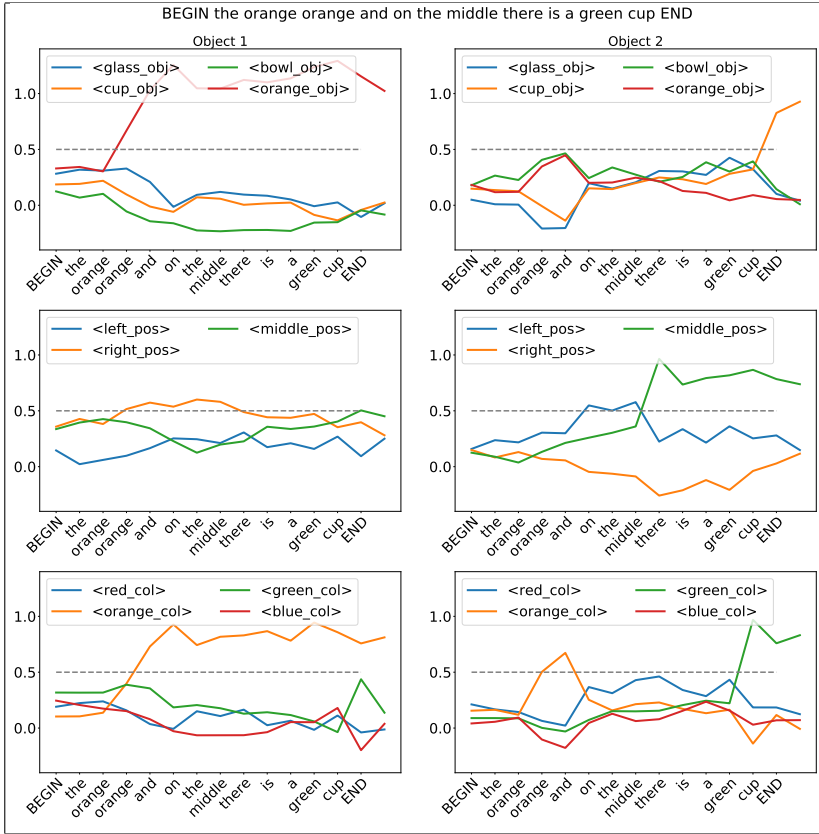 BEGIN the orange orange and on the middle there is a green cup END
Object 1
<glass_obj> <bowl_obj>
<cup_obj> <orange_obj>
1.0
0.5
0.0
BEGIN the orange orange and on the middle there is a green cup END
Object 2
<glass_obj> <bowl_obj>
<cup_obj> <orange_obj>
1.0
0.5
0.0
BEGIN the orange orange and on the middle there is a green cup END
<left_pos> <middle_pos>
<right_pos>
1.0
0.5
0.0
BEGIN the orange orange and on the middle there is a green cup END
<left_pos> <middle_pos>
<right_pos>
1.0
0.5
0.0
BEGIN the orange orange and on the middle there is a green cup END
<red_col> <green_col>
<orange_col> <blue_col>
1.0
0.5
0.0
BEGIN the orange orange and on the middle there is a green cup END
<red_col> <green_col>
<orange_col> <blue_col>
1.0
0.5
0.0
BEGIN the orange orange and on the middle there is a green cup END